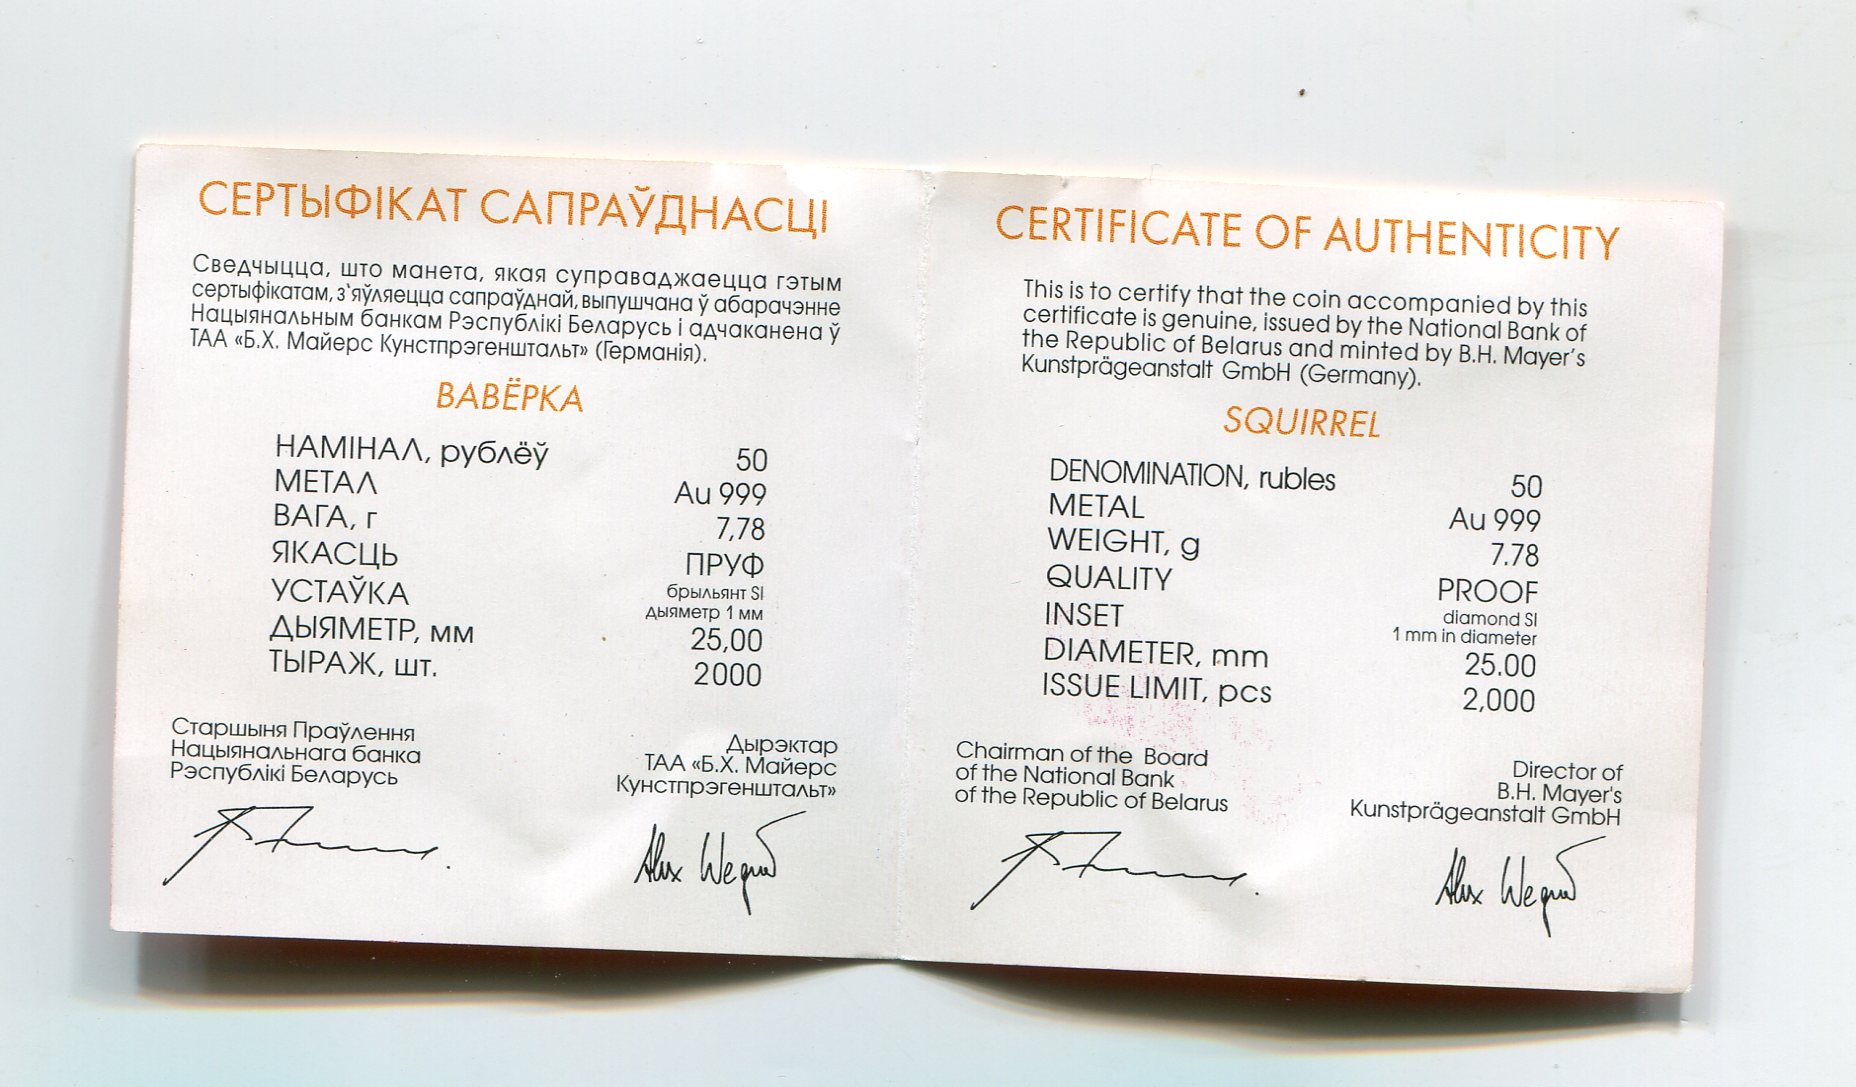 СЕРТЫФІКАТ САПРАЎДНАСЦІ
Сведчыцца, што манета, якая суправаджаецца гэтым
сертыфікатам, з'яўляецца сапраўднай, выпушчана ў абарачэнне
Нацыянальным банкам Рэспублікі Беларусь і адчаканена ў
ТАА «Б.Х. Майерс Кунстпрэгенштальт» (Германія).
ВАВЁРКА
НАМІНАЛ, рублёў 50
МЕТАЛ Au 999
ВАГА, г 7,78
ЯКАСЦЬ ПРУФ
УСТАЎКА брыльянт SI
дыяметр 1 мм
ДЫЯМЕТР, мм 25,00
ТЫРАЖ, шт. 2000
Старшыня Праўлення
Нацыянальнага банка
Рэспублікі Беларусь
Дырэктар
ТАА «Б.Х. Майерс
Кунстпрэгенштальт»
Alex Wegner
CERTIFICATE OF AUTHENTICITY
This is to certify that the coin accompanied by this
certificate is genuine, issued by the National Bank of
the Republic of Belarus and minted by B.H. Mayer's
Kunstprägeanstalt GmbH (Germany).
SQUIRREL
DENOMINATION, rubles 50
METAL Au 999
WEIGHT, g 7.78
QUALITY PROOF
INSET diamond SI
1 mm in diameter
DIAMETER, mm 25.00
ISSUE LIMIT, pcs 2,000
Chairman of the Board
of the National Bank
of the Republic of Belarus
Director of
B.H. Mayer's
Kunstprägeanstalt GmbH
Alex Wegner